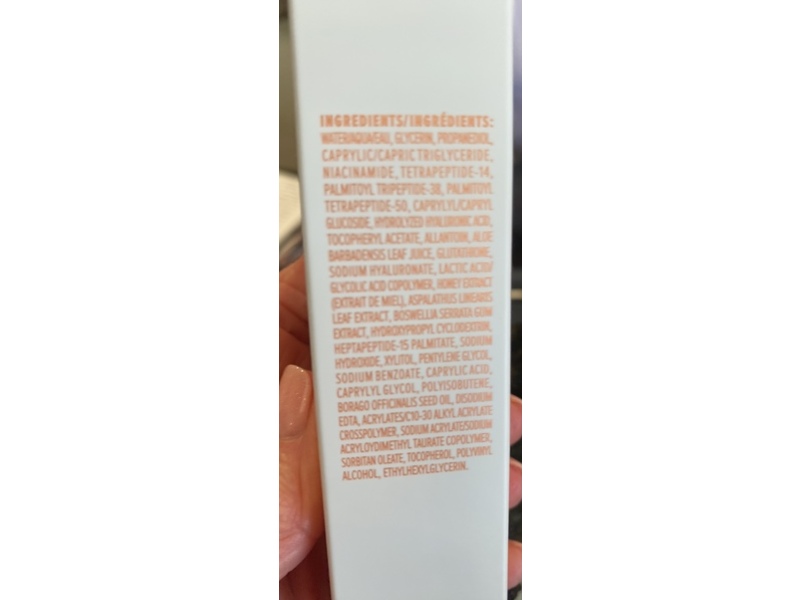 INGREDIENTS/INGRÉDIENTS:
WATER/AQUA/EAU, GLYCERIN, PROPANEDIOL,
CAPRYLIC/CAPRIC TRIGLYCERIDE,
NIACINAMIDE, TETRAPEPTIDE-14,
PALMITOYL TRIPEPTIDE-38, PALMITOYL
TETRAPEPTIDE-50, CAPRYLYL/CAPRYL
GLUCOSIDE, HYDROLYZED HYALURONIC ACID,
TOCOPHERYL ACETATE, ALLANTOIN, ALOE
BARBADENSIS LEAF JUICE, GLUTATHIONE,
SODIUM HYALURONATE, LACTIC ACID/
GLYCOLIC ACID COPOLYMER, HONEY EXTRACT
(EXTRAIT DE MIEL), ASPALATHUS LINEARIS
LEAF EXTRACT, BOSWELLIA SERRATA GUM
EXTRACT, HYDROXYPROPYL CYCLODEXTRIN,
HEPTAPEPTIDE-15 PALMITATE, SODIUM
HYDROXIDE, XYLITOL, PENTYLENE GLYCOL,
SODIUM BENZOATE, CAPRYLIC ACID,
CAPRYLYL GLYCOL, POLYISOBUTENE,
BORAGO OFFICINALIS SEED OIL, DISODIUM
EDTA, ACRYLATES/C10-30 ALKYL ACRYLATE
CROSSPOLYMER, SODIUM ACRYLATE/SODIUM
ACRYLOYDIMETHYL TAURATE COPOLYMER,
SORBITAN OLEATE, TOCOPHEROL, POLYVINYL
ALCOHOL, ETHYLHEXYLGLYCERIN.